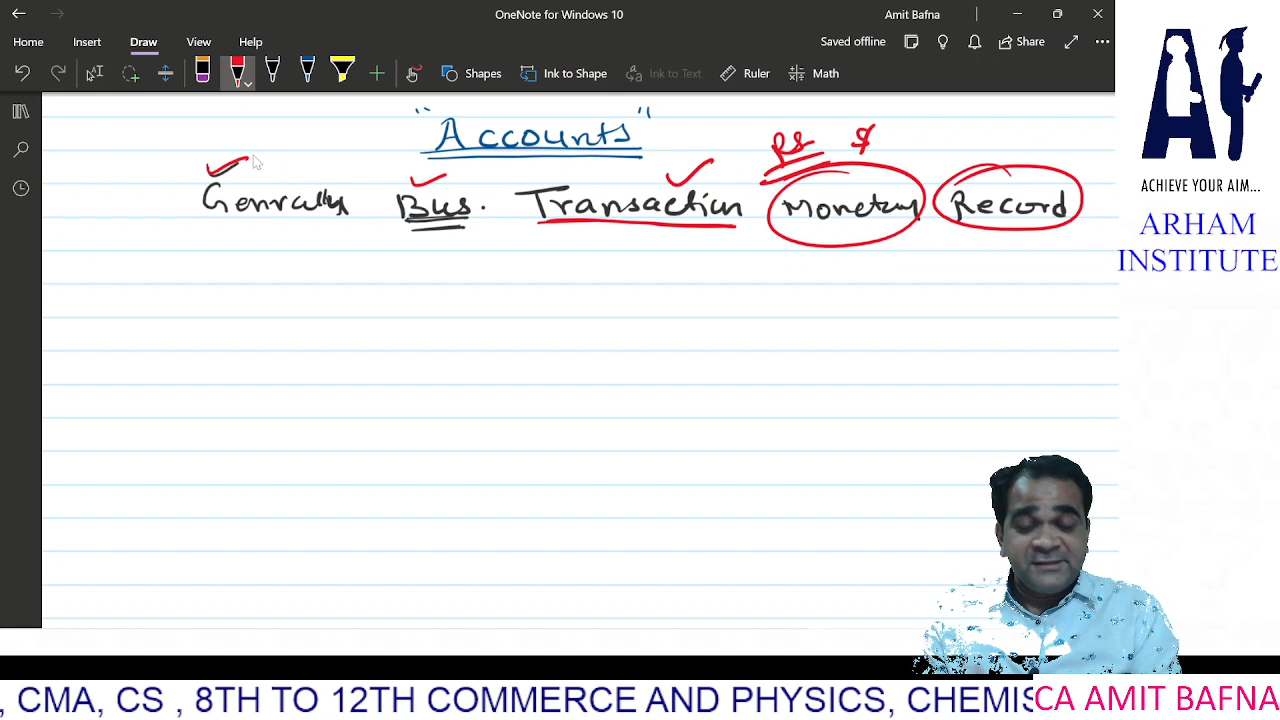 OneNote for Windows 10
Amit Bafna
Home Insert Draw View Help
Saved offline Share
Shapes Ink to Shape Ink to Text Ruler Math
"Accounts"
Rs $
Genrally Bus. Transaction Monetary Record
ACHIEVE YOUR AIM...
ARHAM
INSTITUTE
, CMA, CS , 8TH TO 12TH COMMERCE AND PHYSICS, CHEMIS
CA AMIT BAFNA